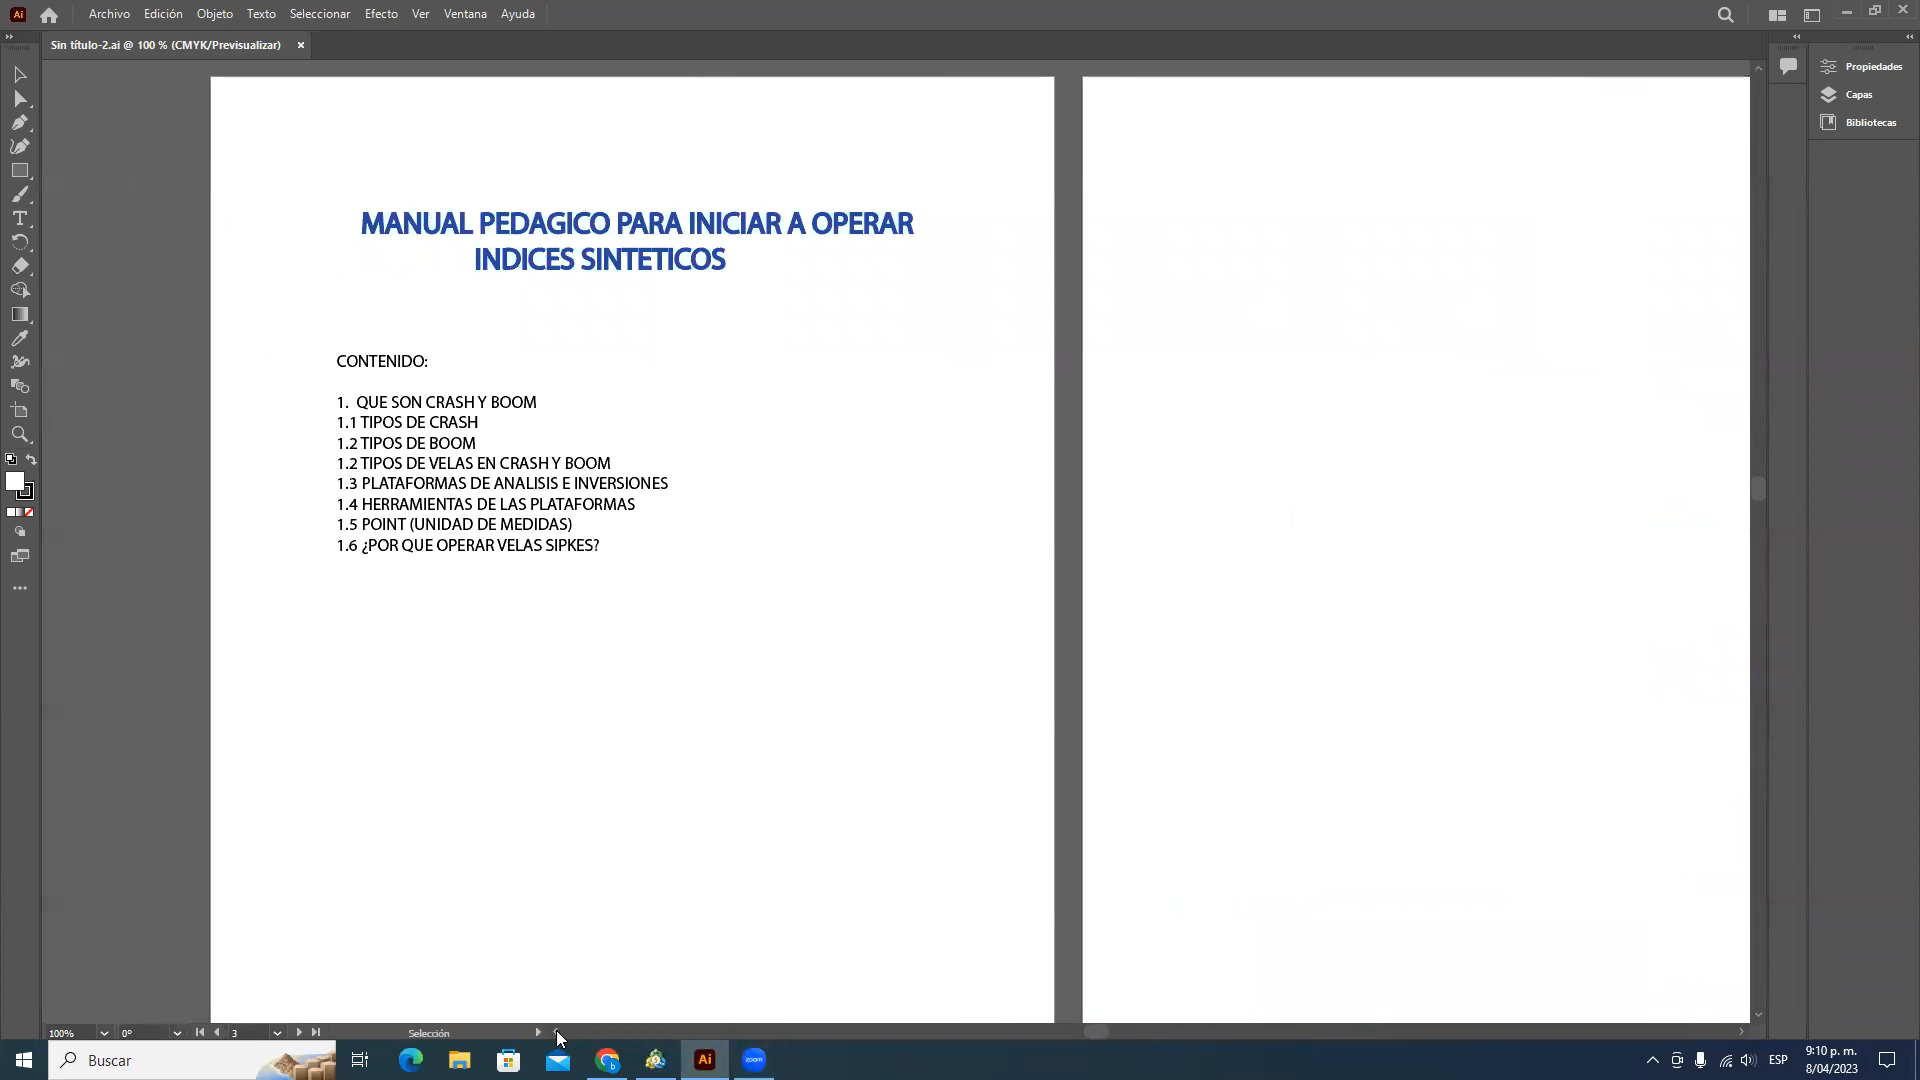 Ai
Archivo Edición Objeto Texto Seleccionar Efecto Ver Ventana Ayuda
Sin título-2.ai @ 100 % (CMYK/Previsualizar) ×
Propiedades
Capas
Bibliotecas
MANUAL PEDAGICO PARA INICIAR A OPERAR
INDICES SINTETICOS
CONTENIDO:
1. QUE SON CRASH Y BOOM
1.1 TIPOS DE CRASH
1.2 TIPOS DE BOOM
1.2 TIPOS DE VELAS EN CRASH Y BOOM
1.3 PLATAFORMAS DE ANALISIS E INVERSIONES
1.4 HERRAMIENTAS DE LAS PLATAFORMAS
1.5 POINT (UNIDAD DE MEDIDAS)
1.6 ¿POR QUE OPERAR VELAS SIPKES?
100% 0° 3 Selección
Buscar
Ai
zoom
ESP
9:10 p. m.
8/04/2023